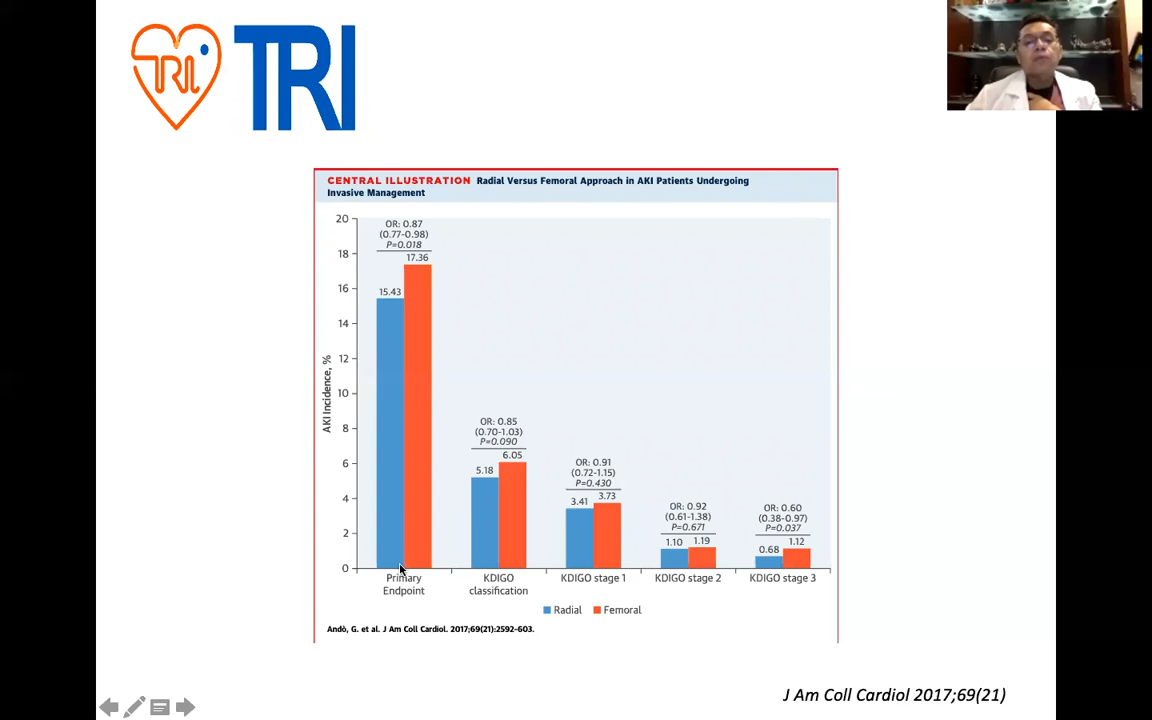 TRI
TRI
CENTRAL ILLUSTRATION Radial Versus Femoral Approach in AKI Patients Undergoing
Invasive Management
AKI Incidence, %
20
18
16
14
12
10
8
6
4
2
0
OR: 0.87
(0.77-0.98)
P=0.018
15.43
17.36
OR: 0.85
(0.70-1.03)
P=0.090
5.18
6.05
OR: 0.91
(0.72-1.15)
P=0.430
3.41
3.73
OR: 0.92
(0.61-1.38)
P=0.671
1.10
1.19
OR: 0.60
(0.38-0.97)
P=0.037
0.68
1.12
Primary
Endpoint
KDIGO
classification
KDIGO stage 1
KDIGO stage 2
KDIGO stage 3
Radial
Femoral
Andò, G. et al. J Am Coll Cardiol. 2017;69(21):2592-603.
J Am Coll Cardiol 2017;69(21)